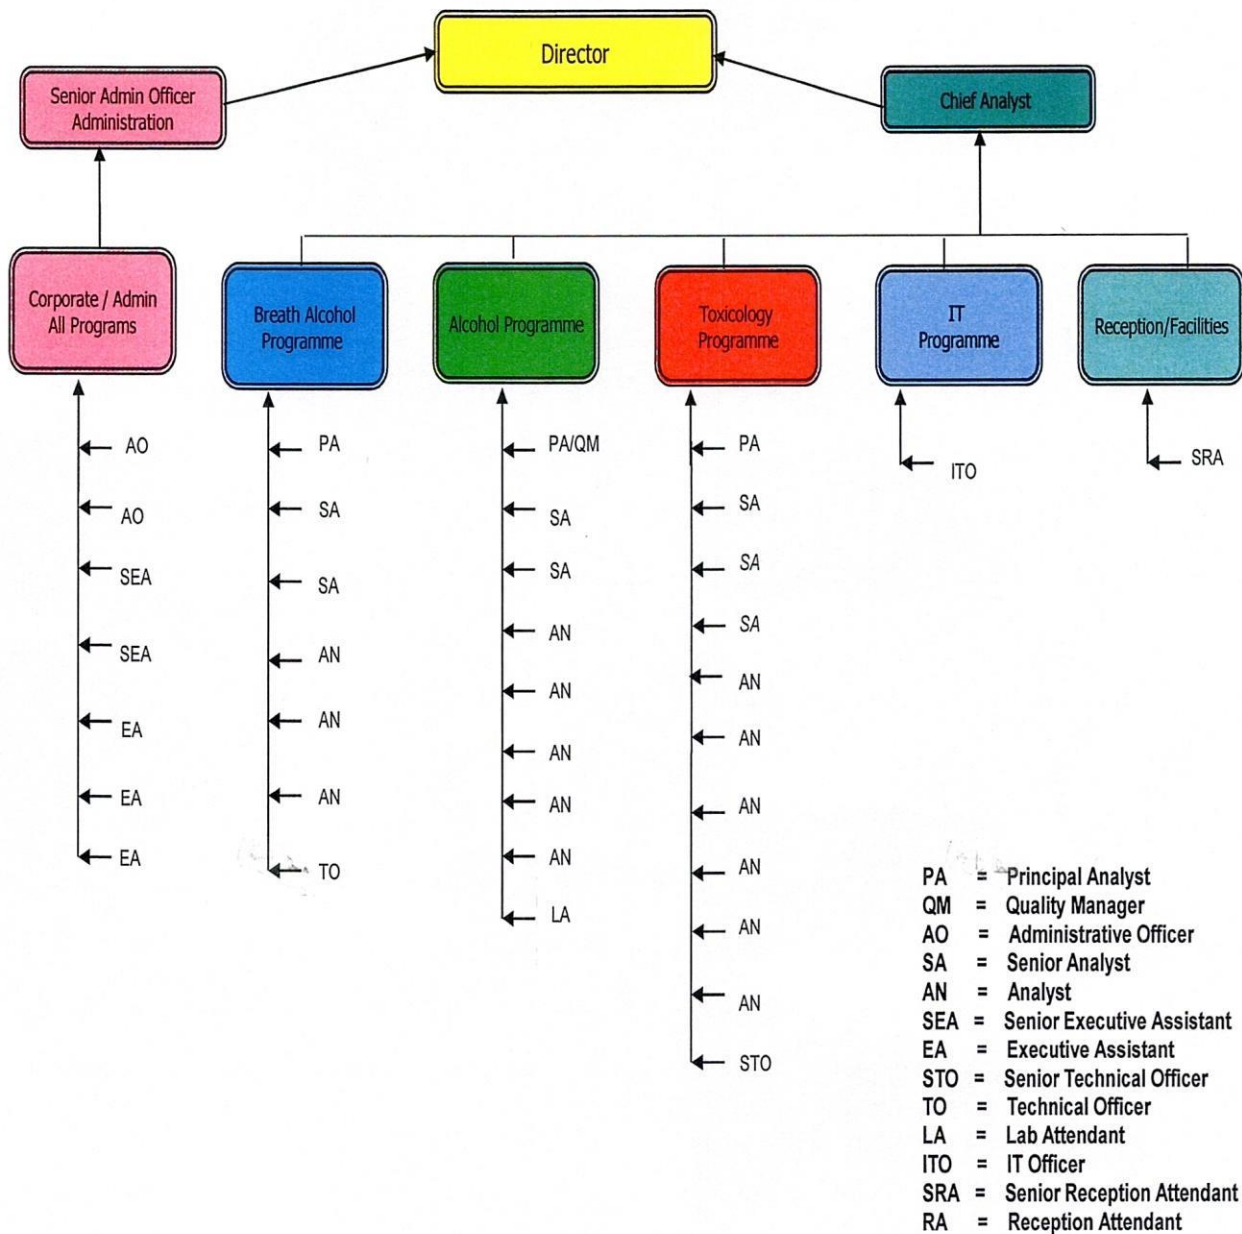 Director
Senior Admin Officer
Administration
Chief Analyst
Corporate / Admin
All Programs
Breath Alcohol
Programme
Alcohol Programme
Toxicology
Programme
IT
Programme
Reception/Facilities
AO
AO
SEA
SEA
EA
EA
EA
PA
SA
SA
AN
AN
AN
TO
PA/QM
SA
SA
AN
AN
AN
AN
AN
LA
PA
SA
SA
SA
AN
AN
AN
AN
AN
AN
STO
ITO
SRA
PA = Principal Analyst
QM = Quality Manager
AO = Administrative Officer
SA = Senior Analyst
AN = Analyst
SEA = Senior Executive Assistant
EA = Executive Assistant
STO = Senior Technical Officer
TO = Technical Officer
LA = Lab Attendant
ITO = IT Officer
SRA = Senior Reception Attendant
RA = Reception Attendant